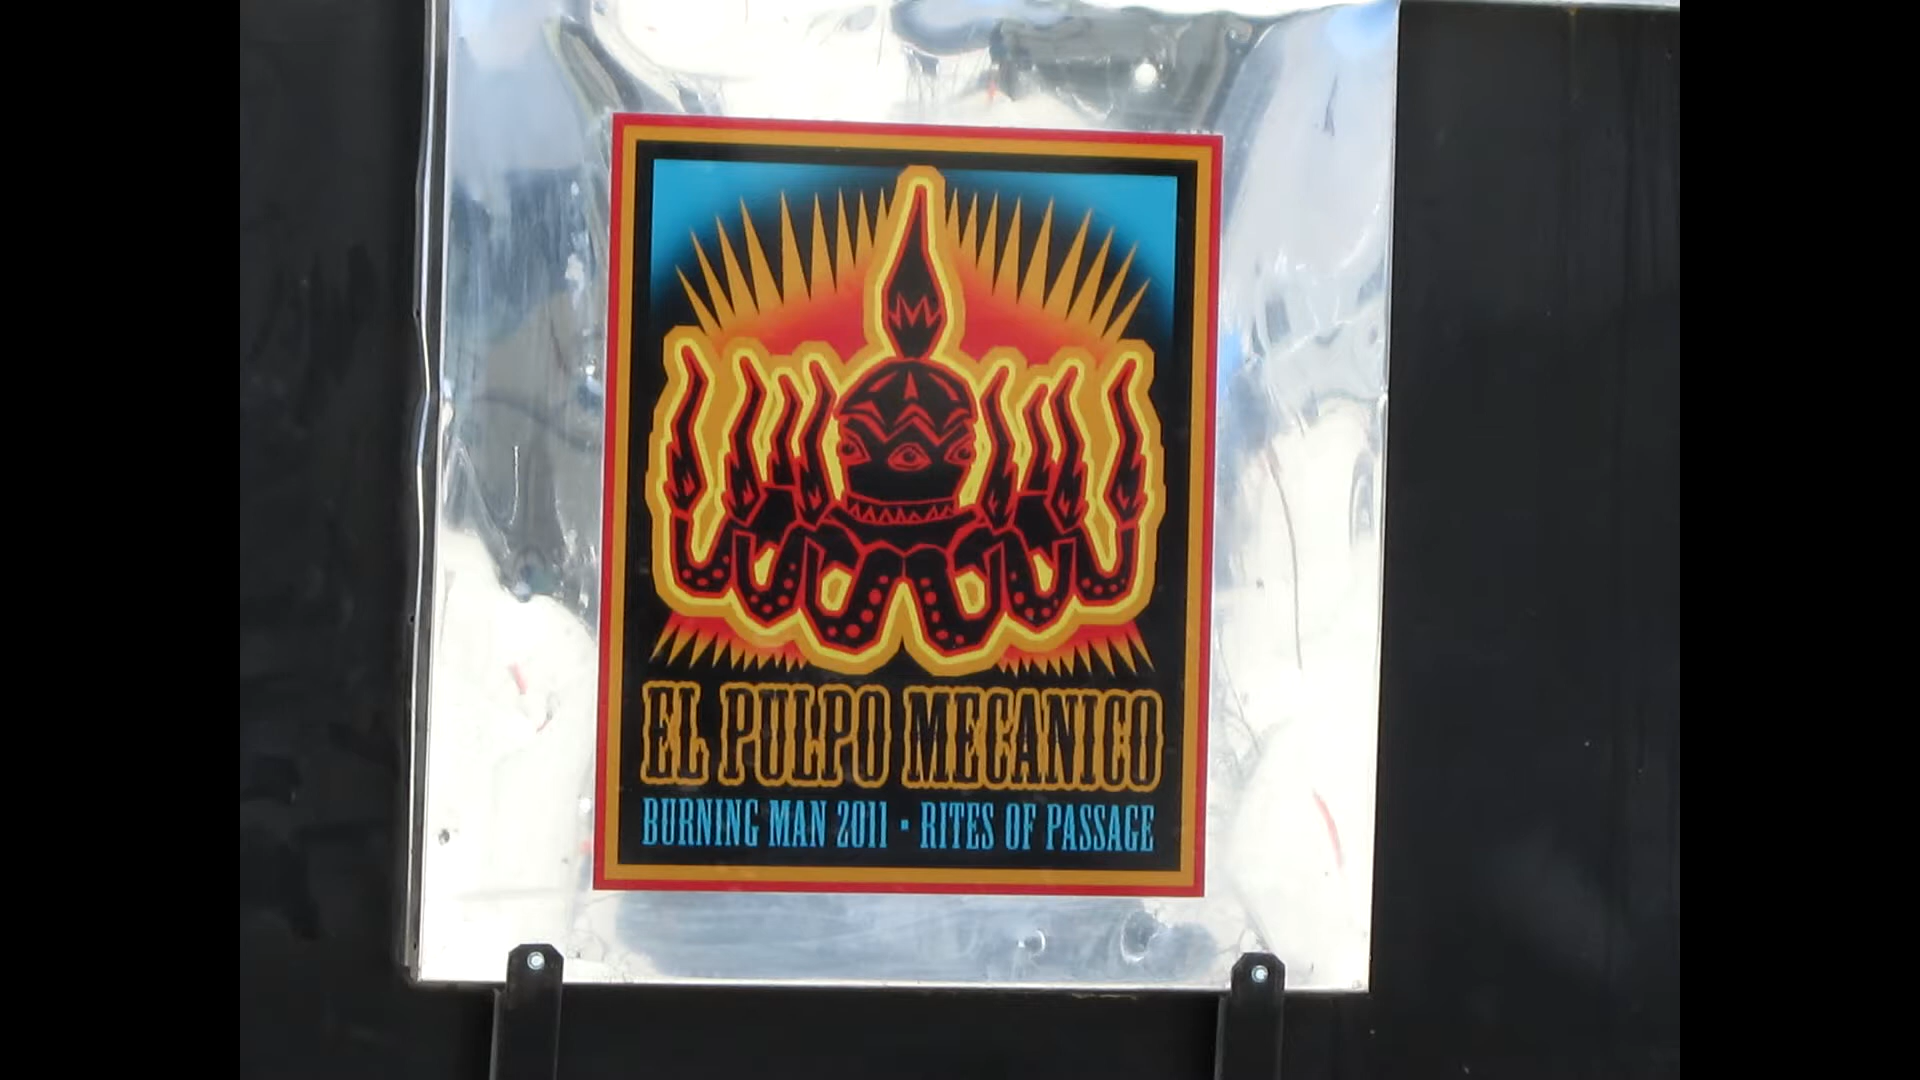 EL PULPO MECANICO
BURNING MAN 2011 · RITES OF PASSAGE